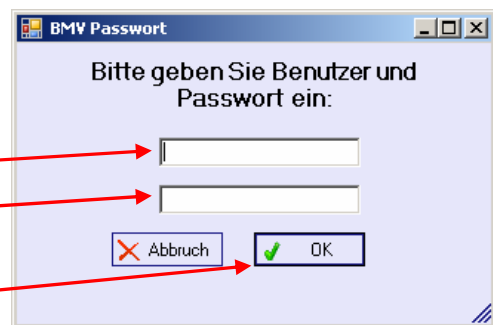 BMV Passwort
Bitte geben Sie Benutzer und
Passwort ein:
Abbruch
OK